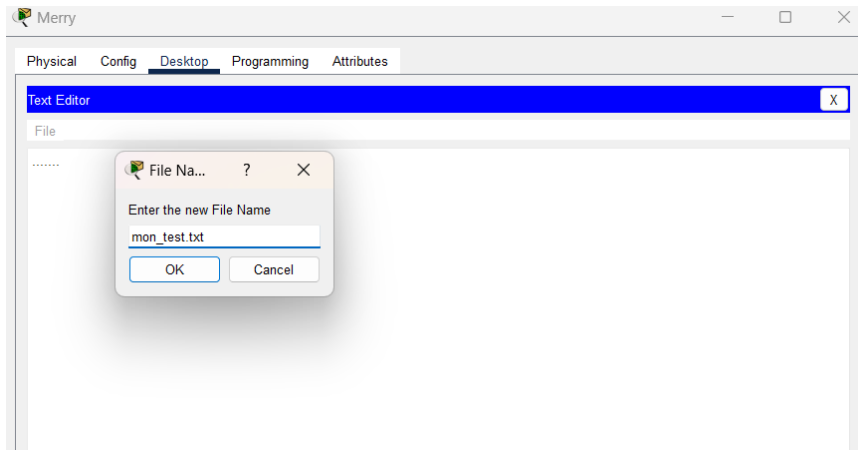 Merry
Physical Config Desktop Programming Attributes
Text Editor X
File
.......
File Na... ?
Enter the new File Name
mon_test.txt
OK Cancel